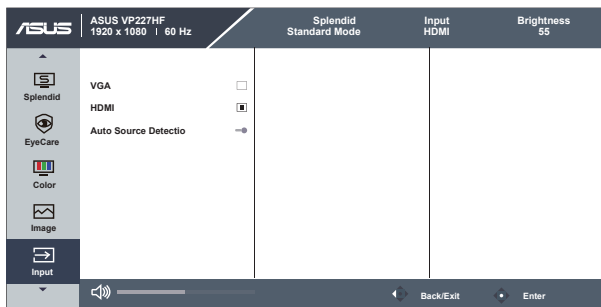 ASUS
ASUS VP227HF
1920 x 1080 | 60 Hz
Splendid
Standard Mode
Input
HDMI
Brightness
55
Splendid
EyeCare
Color
Image
Input
VGA
HDMI
Auto Source Detectio
Back/Exit
Enter